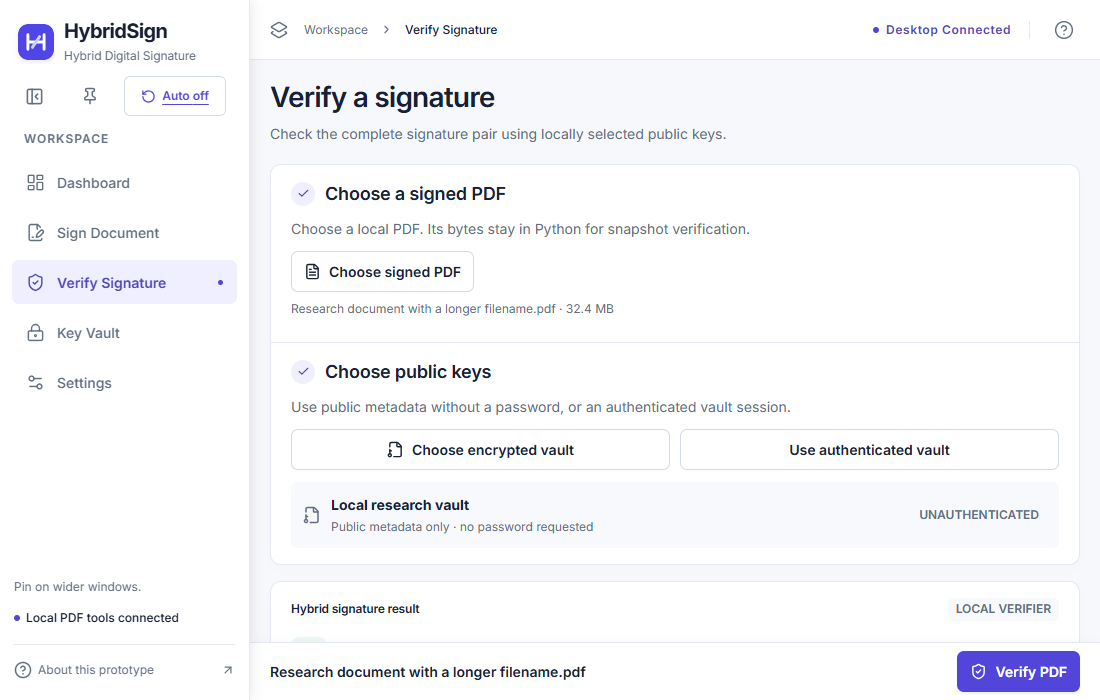 HybridSign
Hybrid Digital Signature
Auto off
WORKSPACE
Dashboard
Sign Document
Verify Signature
Key Vault
Settings
Pin on wider windows.
Local PDF tools connected
About this prototype
Workspace
Verify Signature
Desktop Connected
Verify a signature
Check the complete signature pair using locally selected public keys.
Choose a signed PDF
Choose a local PDF. Its bytes stay in Python for snapshot verification.
Choose signed PDF
Research document with a longer filename.pdf · 32.4 MB
Choose public keys
Use public metadata without a password, or an authenticated vault session.
Choose encrypted vault
Use authenticated vault
Local research vault
Public metadata only · no password requested
UNAUTHENTICATED
Hybrid signature result
LOCAL VERIFIER
Research document with a longer filename.pdf
Verify PDF